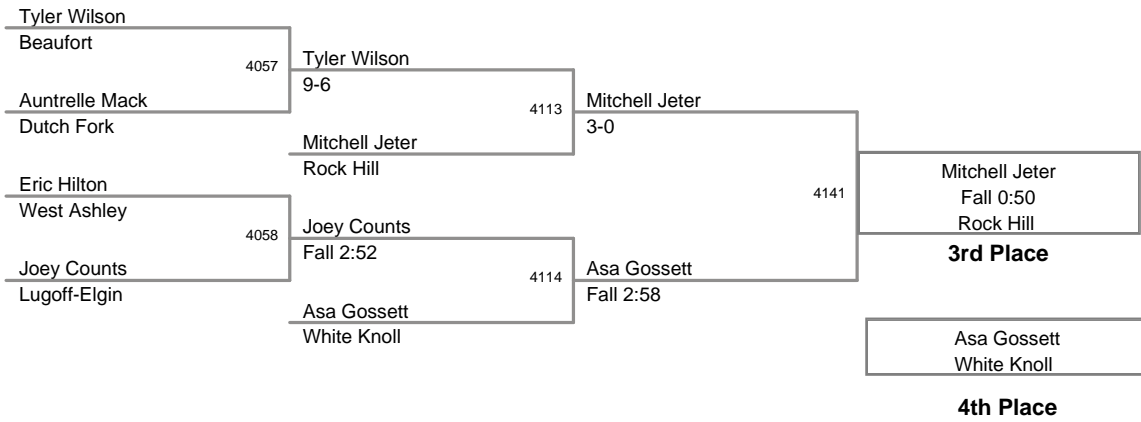 Tyler Wilson
Beaufort
4057
Tyler Wilson
9-6
Auntrelle Mack
Dutch Fork
4113
Mitchell Jeter
3-0
Mitchell Jeter
Rock Hill
Eric Hilton
West Ashley
4141
Mitchell Jeter
Fall 0:50
Rock Hill
3rd Place
4058
Joey Counts
Fall 2:52
Joey Counts
Lugoff-Elgin
4114
Asa Gossett
Fall 2:58
Asa Gossett
White Knoll
Asa Gossett
White Knoll
4th Place